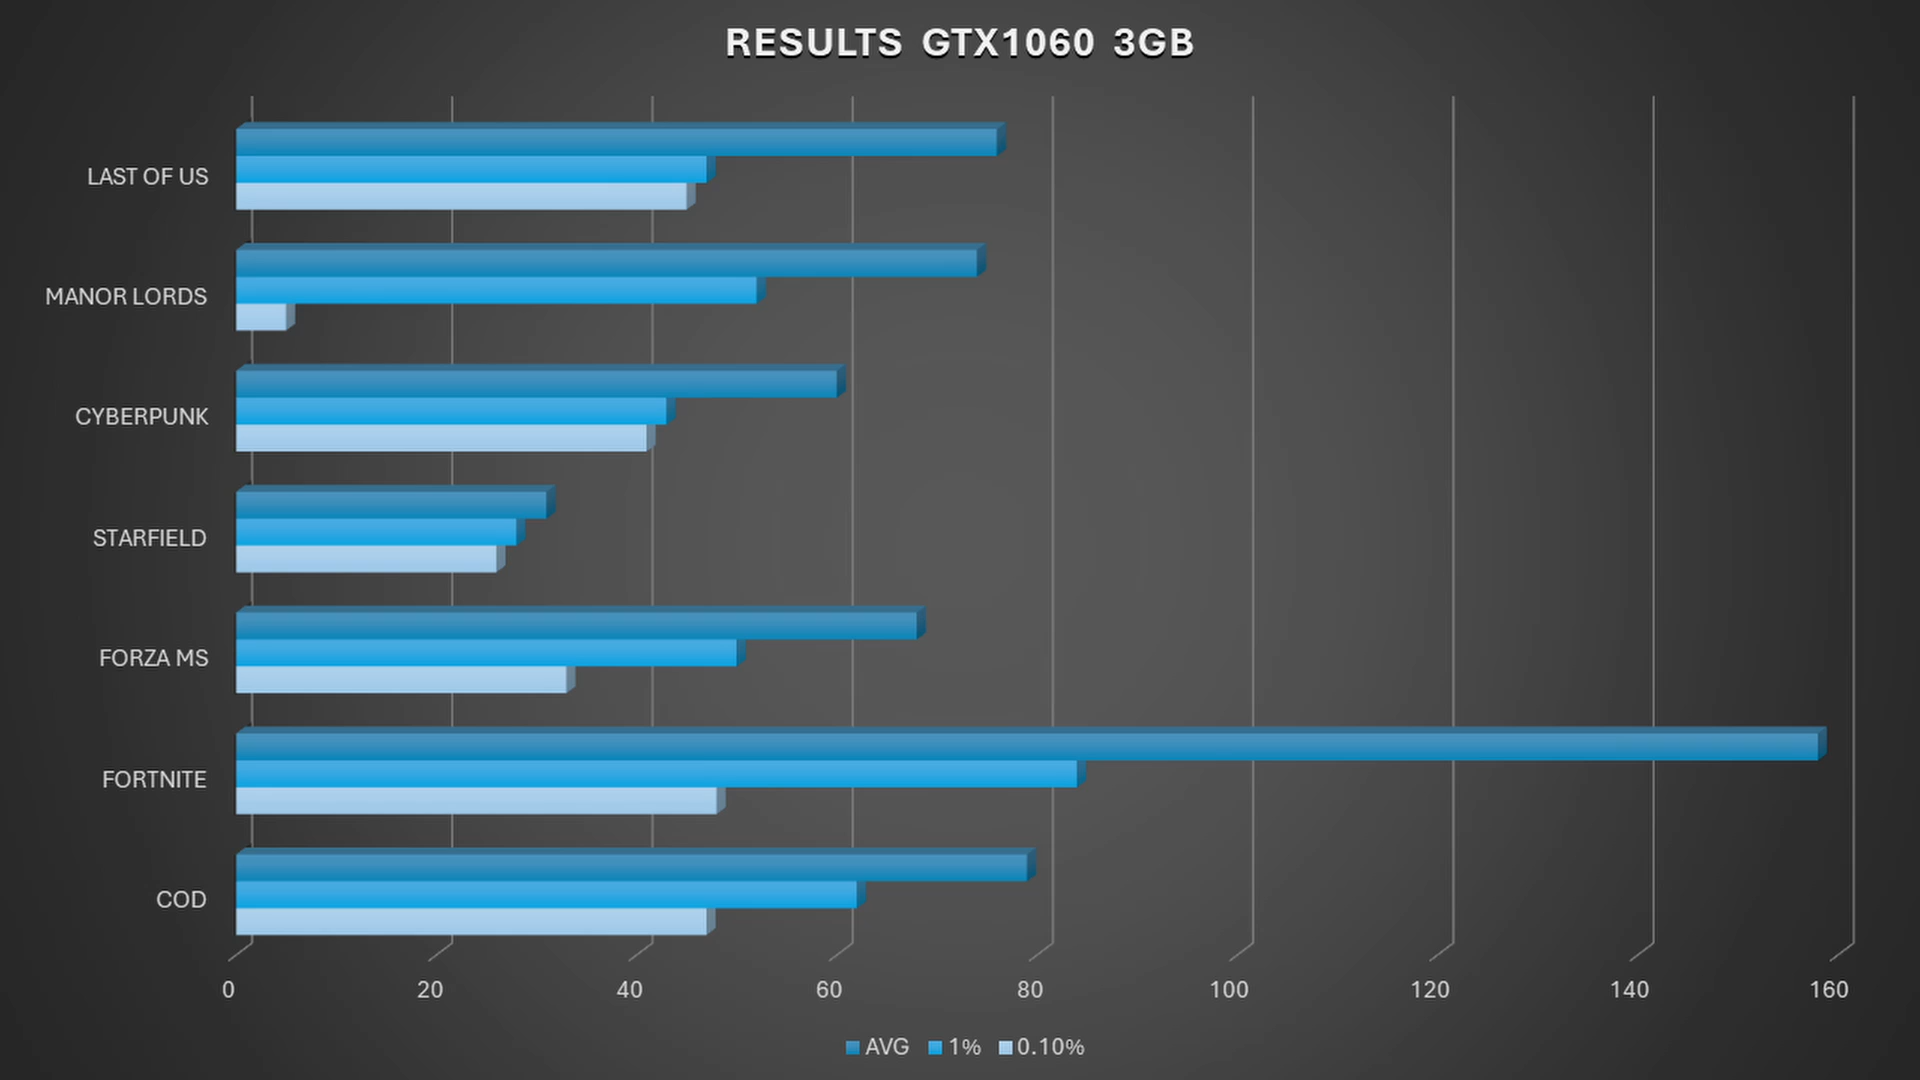 RESULTS GTX1060 3GB
LAST OF US
MANOR LORDS
CYBERPUNK
STARFIELD
FORZA MS
FORTNITE
COD
0 20 40 60 80 100 120 140 160
AVG 1% 0.10%